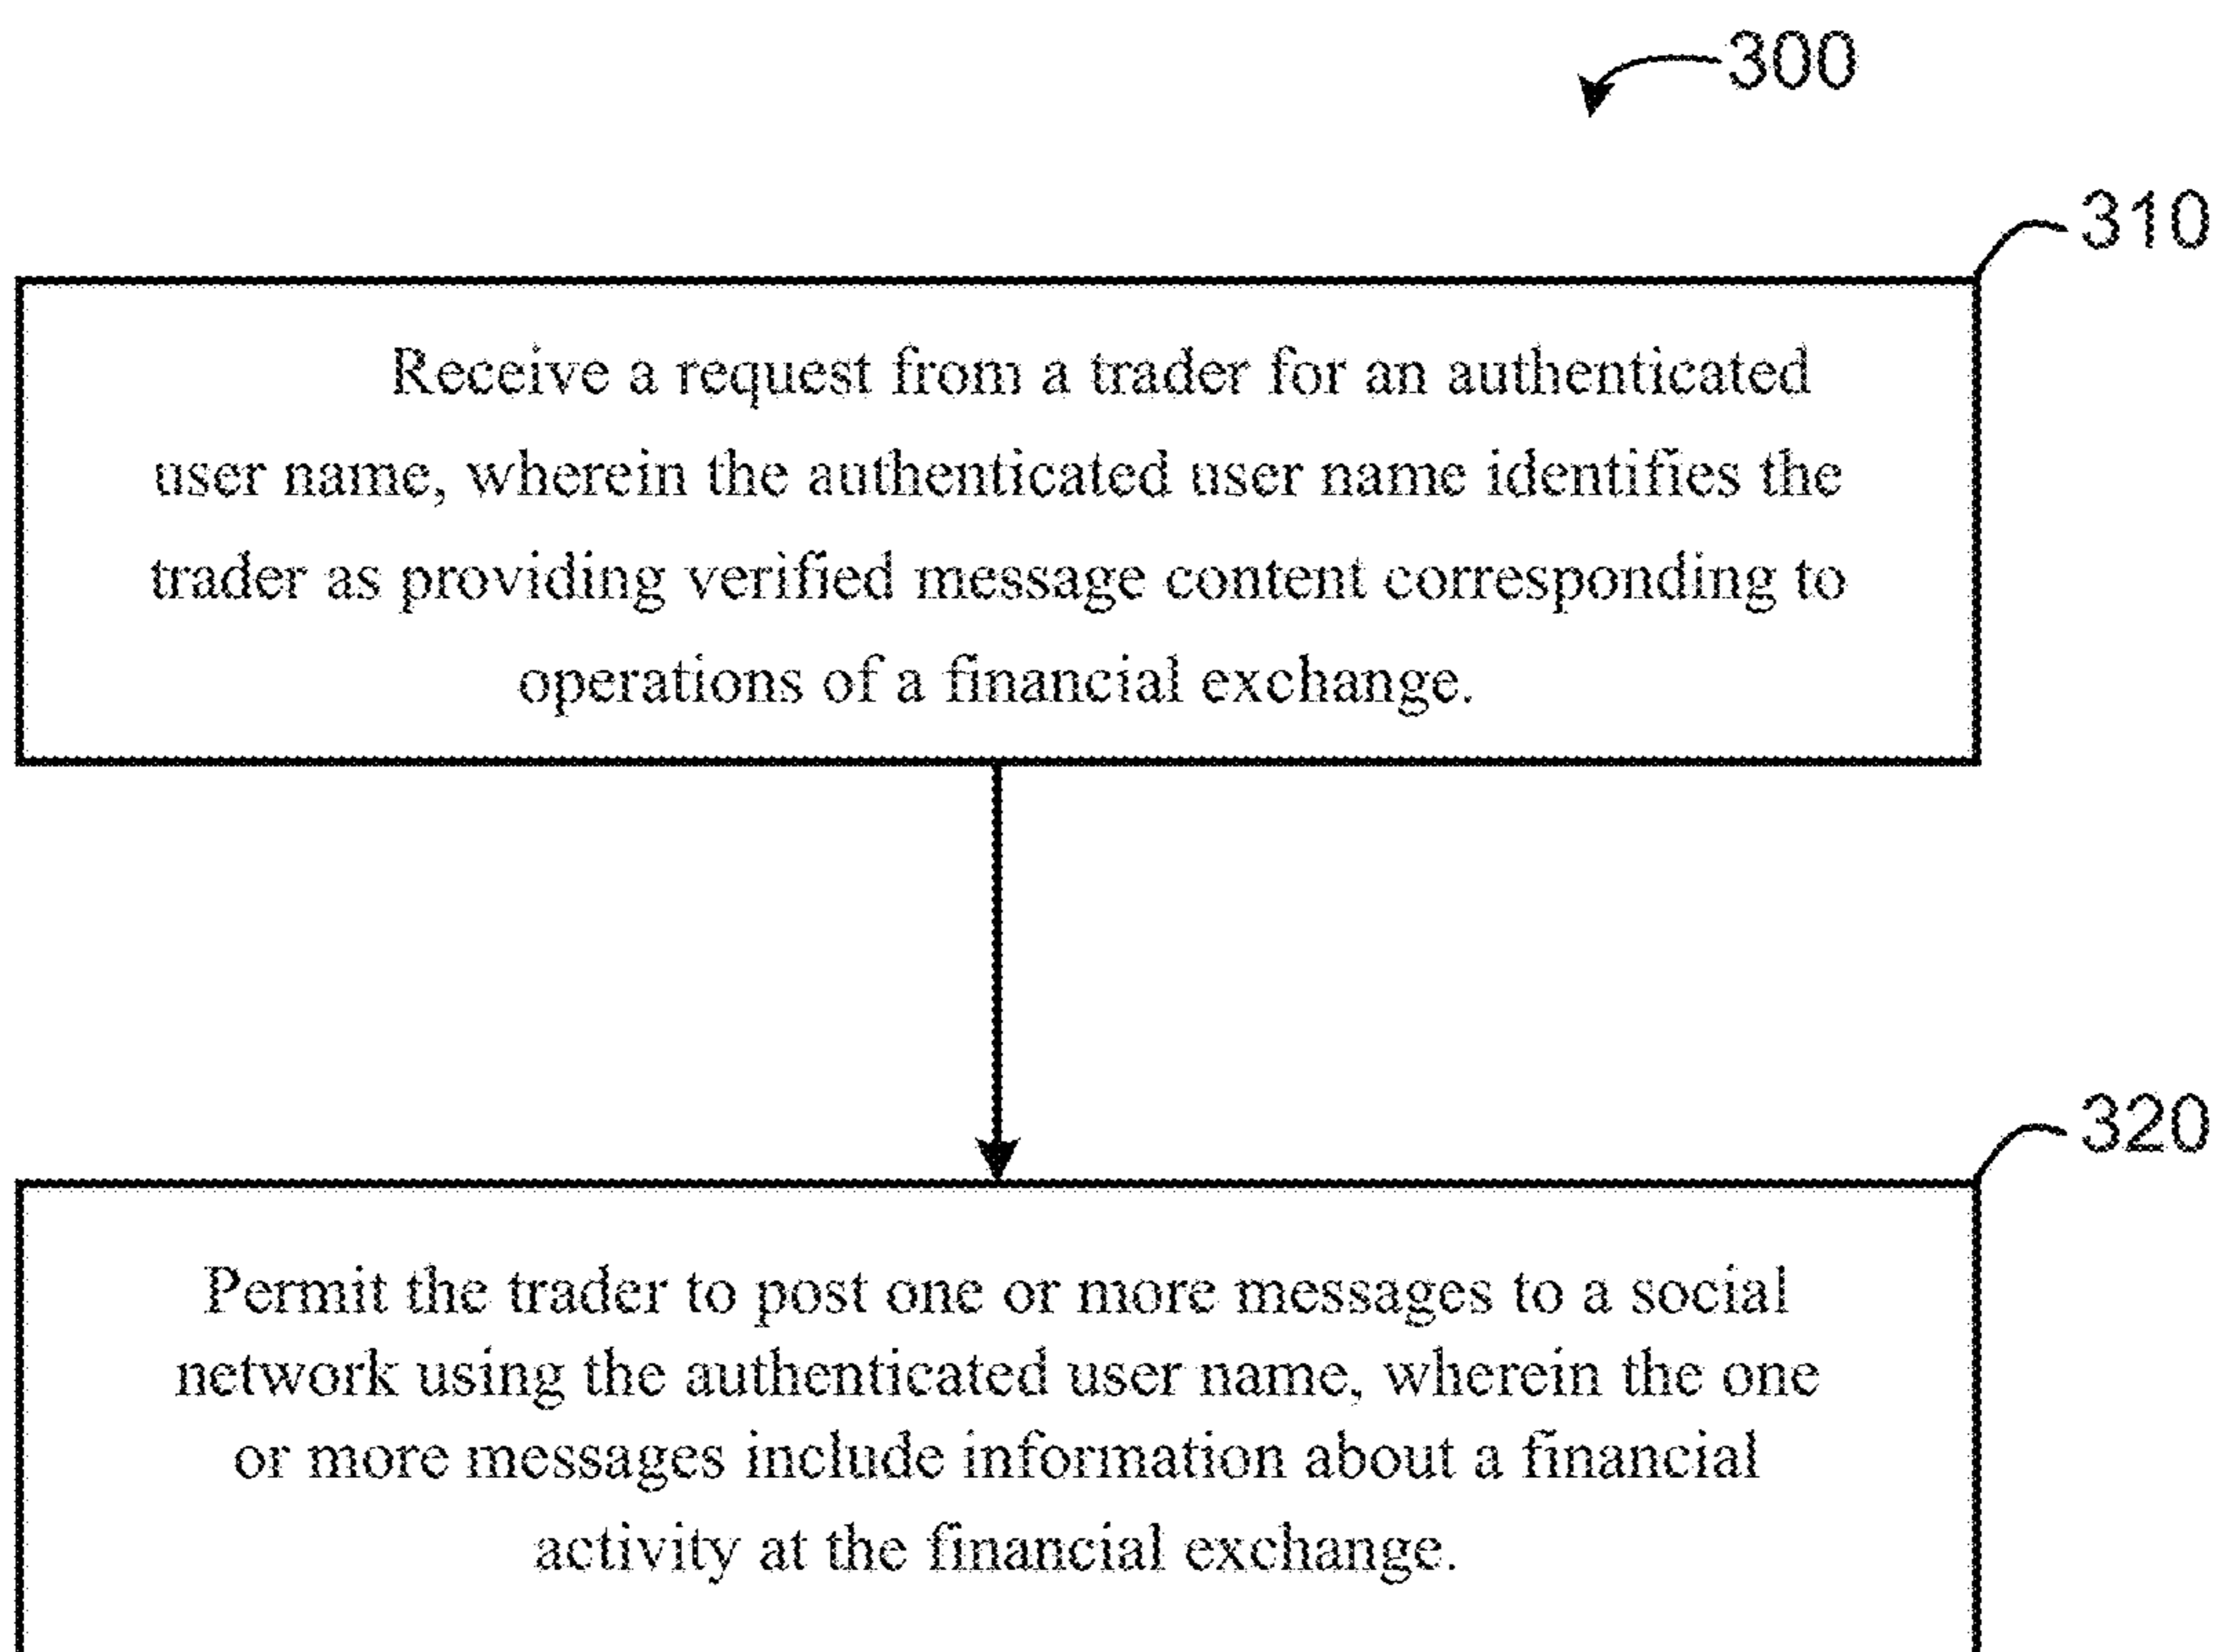 300
310
Receive a request from a trader for an authenticated
user name, wherein the authenticated user name identifies the
trader as providing verified message content corresponding to
operations of a financial exchange.
320
Permit the trader to post one or more messages to a social
network using the authenticated user name, wherein the one
or more messages include information about a financial
activity at the financial exchange.